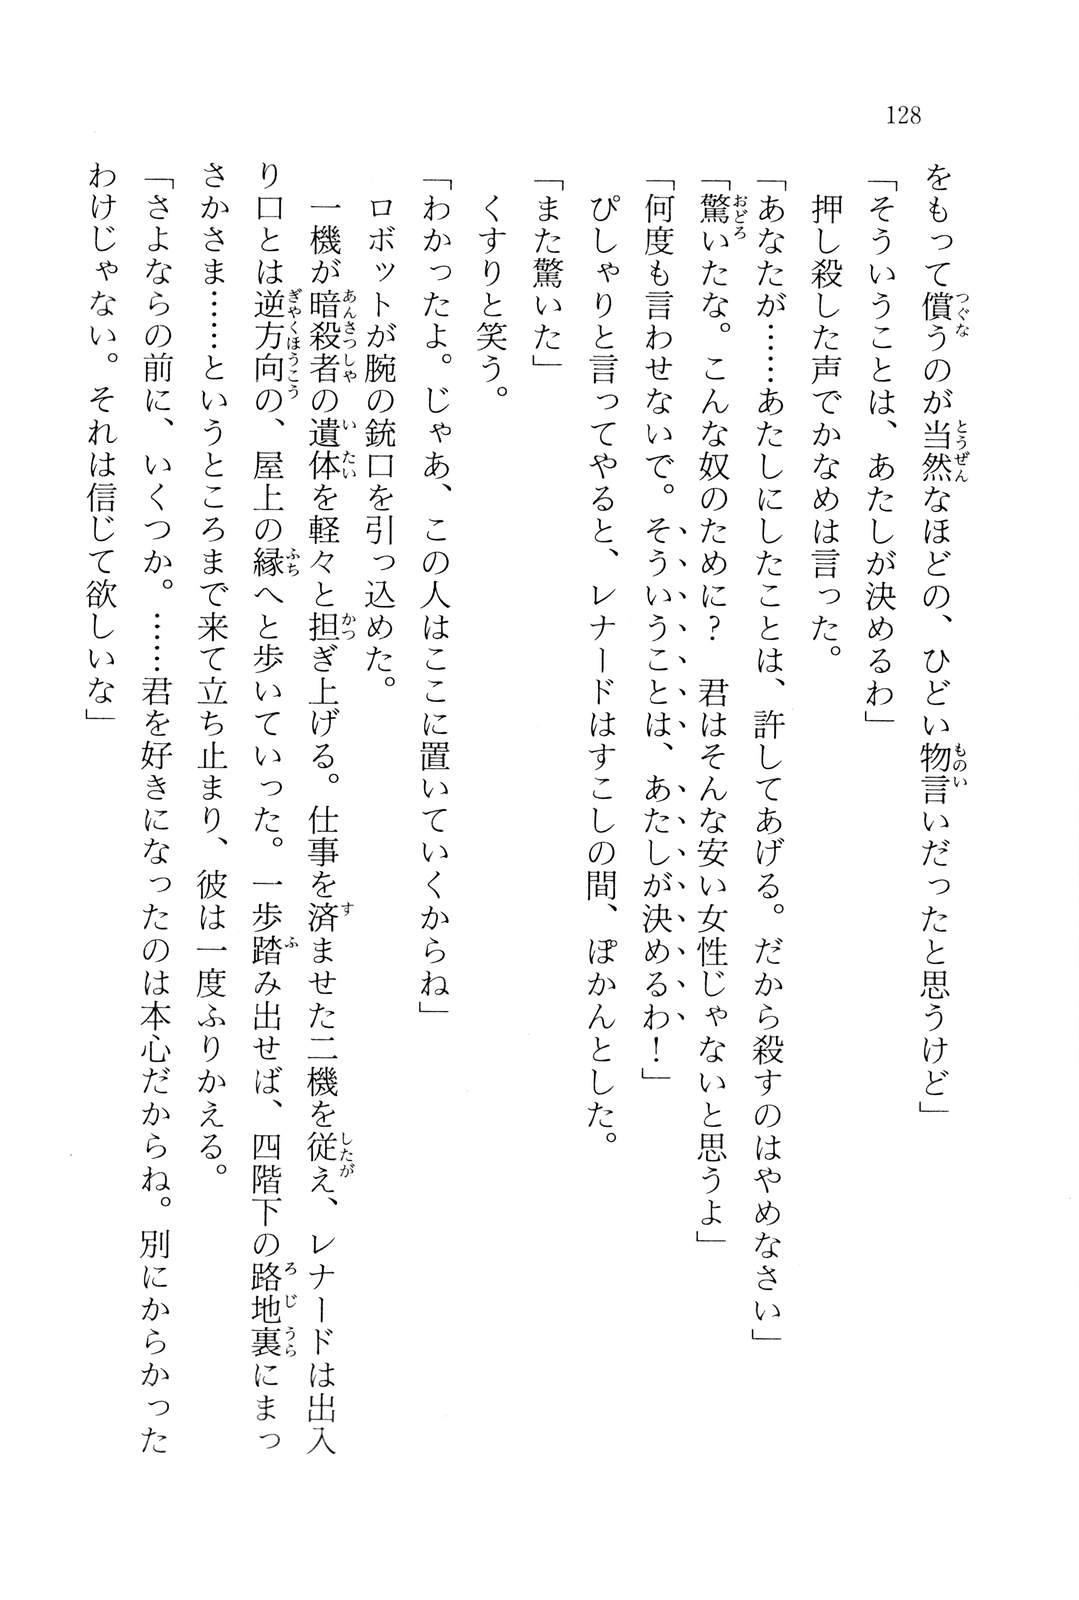 128
をもって償うのが当然なほどの、ひどい物言いだったと思うけど」
「そういうことは、あたしが決めるわ」
押し殺した声でかなめは言った。
「あなたが……あたしにしたことは、許してあげる。だから殺すのはやめなさい」
「驚いたな。こんな奴のために？　君はそんな安い女性じゃないと思うよ」
「何度も言わせないで。そういうことは、あたしが決めるわ！」
ぴしゃりと言ってやると、レナードはすこしの間、ぽかんとした。
「また驚いた」
くすりと笑う。
「わかったよ。じゃあ、この人はここに置いていくからね」
ロボットが腕の銃口を引っ込めた。
一機が暗殺者の遺体を軽々と担ぎ上げる。仕事を済ませた二機を従え、レナードは出入
り口とは逆方向の、屋上の縁へと歩いていった。一歩踏み出せば、四階下の路地裏にまっ
さかさま……というところまで来て立ち止まり、彼は一度ふりかえる。
「さよならの前に、いくつか。……君を好きになったのは本心だからね。別にからかった
わけじゃない。それは信じて欲しいな」